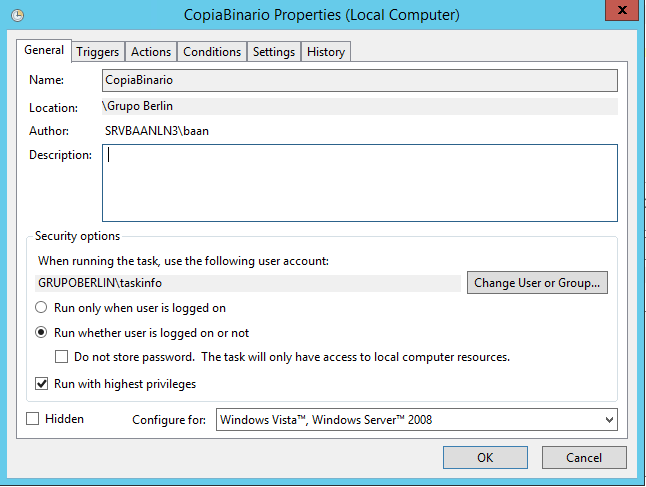 CopiaBinario Properties (Local Computer)
x
General Triggers Actions Conditions Settings History
Name: CopiaBinario
Location: \Grupo Berlin
Author: SRVBAANLN3\baan
Description:
Security options
When running the task, use the following user account:
GRUPOBERLIN\taskinfo Change User or Group...
Run only when user is logged on
Run whether user is logged on or not
Do not store password. The task will only have access to local computer resources.
Run with highest privileges
Hidden Configure for: Windows Vista™, Windows Server™ 2008
OK Cancel